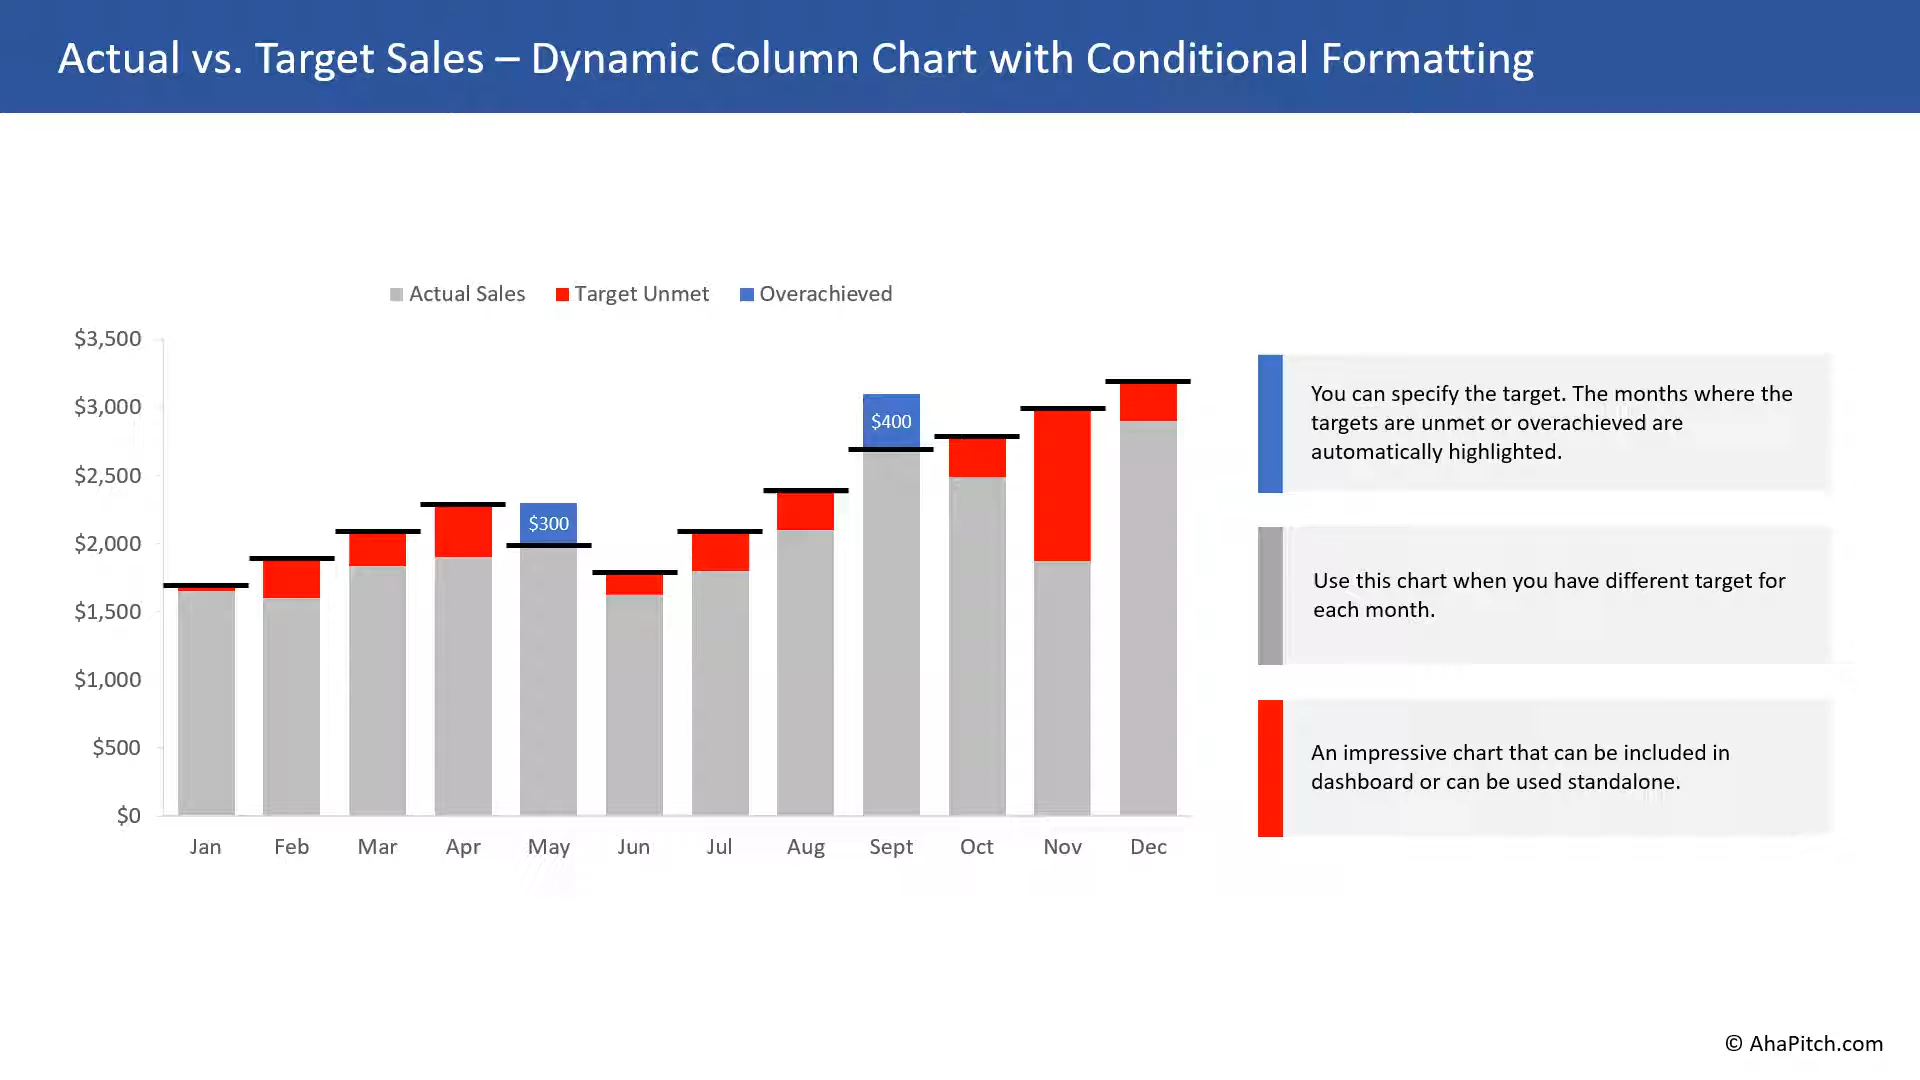 Actual vs. Target Sales – Dynamic Column Chart with Conditional Formatting
Actual Sales Target Unmet Overachieved
$3,500
$3,000
$2,500
$2,000
$1,500
$1,000
$500
$0
$300
$400
Jan Feb Mar Apr May Jun Jul Aug Sept Oct Nov Dec
You can specify the target. The months where the
targets are unmet or overachieved are
automatically highlighted.
Use this chart when you have different target for
each month.
An impressive chart that can be included in
dashboard or can be used standalone.
© AhaPitch.com